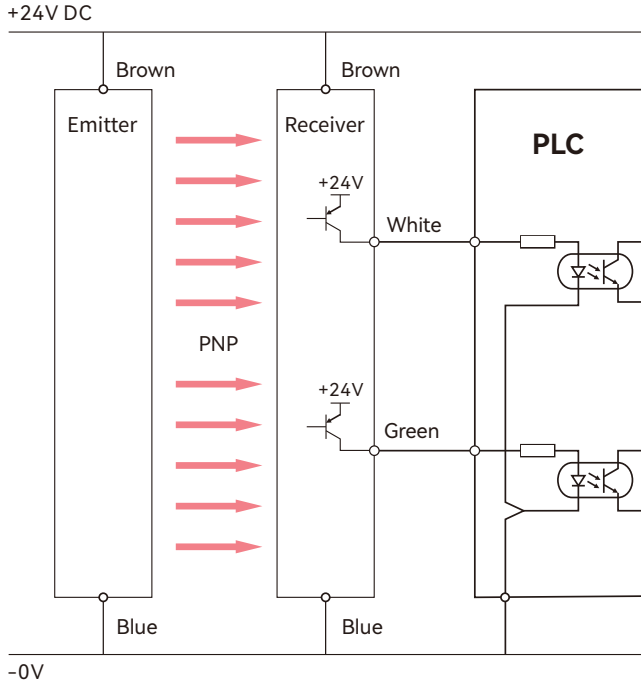 +24V DC
Brown
Brown
Emitter
Receiver
PLC
+24V
White
PNP
+24V
Green
Blue
Blue
-0V